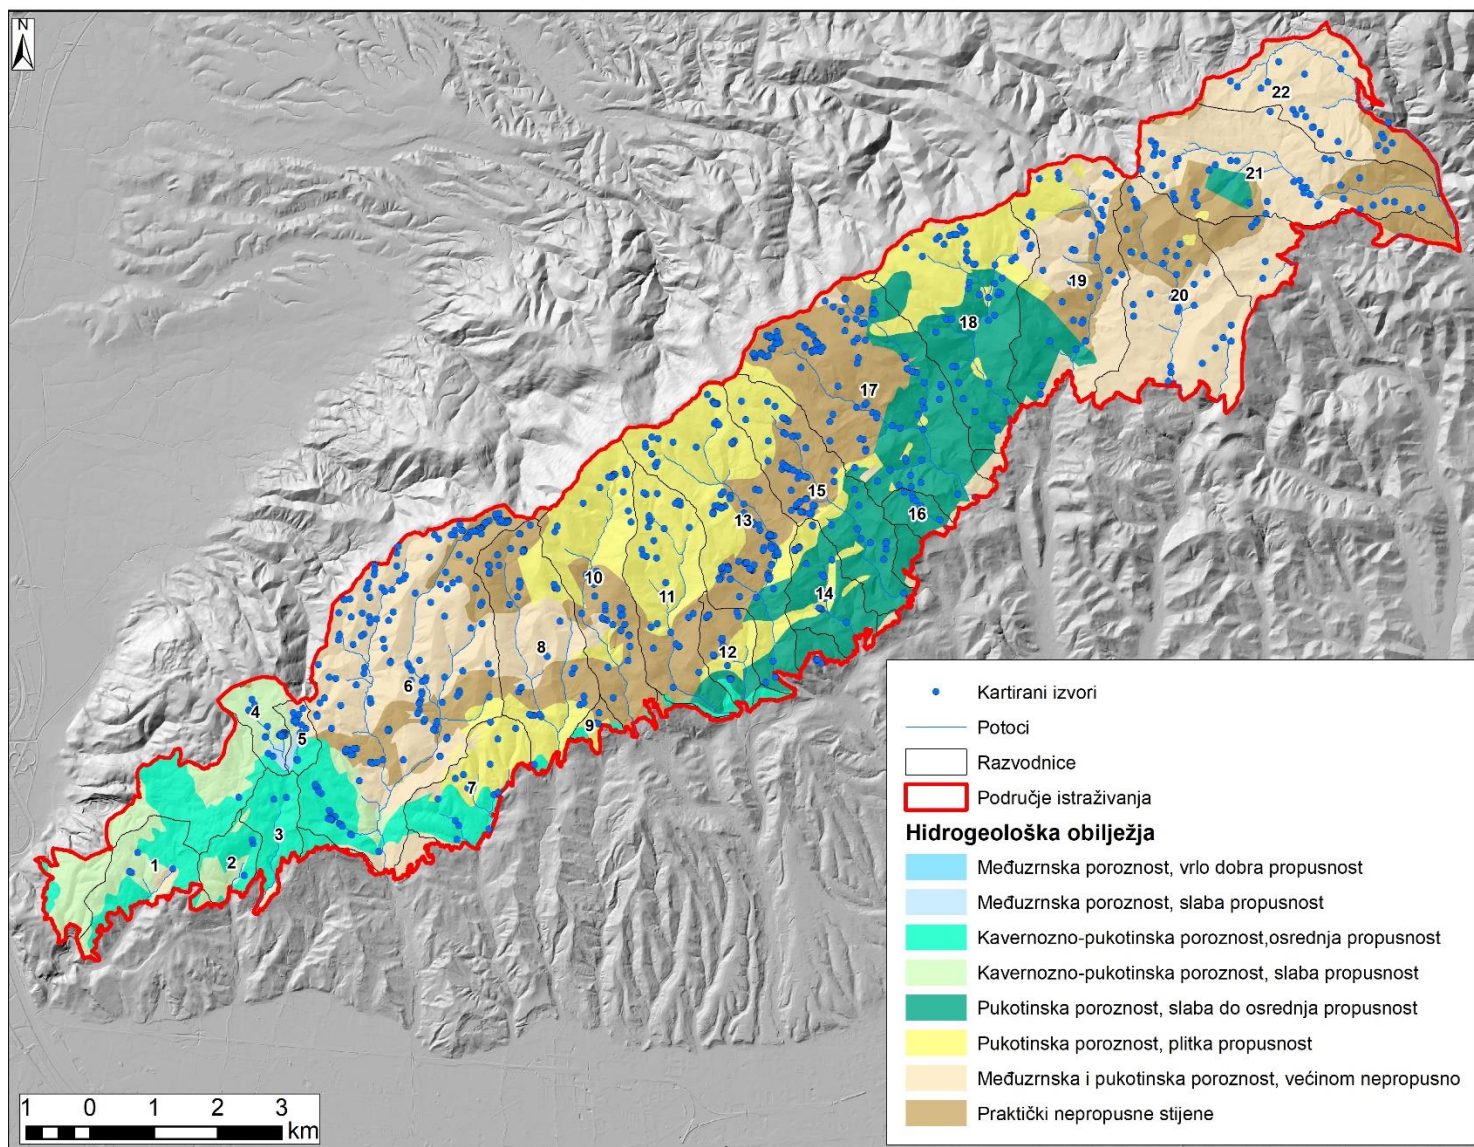 N
22
21
19
20
18
17
15
13
16
10
11
14
8
12
6
4
5
9
7
3
1
2
Kartirani izvori
Potoci
Razvodnice
Područje istraživanja
Hidrogeološka obilježja
Međuzrnska poroznost, vrlo dobra propusnost
Međuzrnska poroznost, slaba propusnost
Kavernozno-pukotinska poroznost,osrednja propusnost
Kavernozno-pukotinska poroznost, slaba propusnost
Pukotinska poroznost, slaba do osrednja propusnost
Pukotinska poroznost, plitka propusnost
Međuzrnska i pukotinska poroznost, većinom nepropusno
Praktički nepropusne stijene
1 0 1 2 3
km